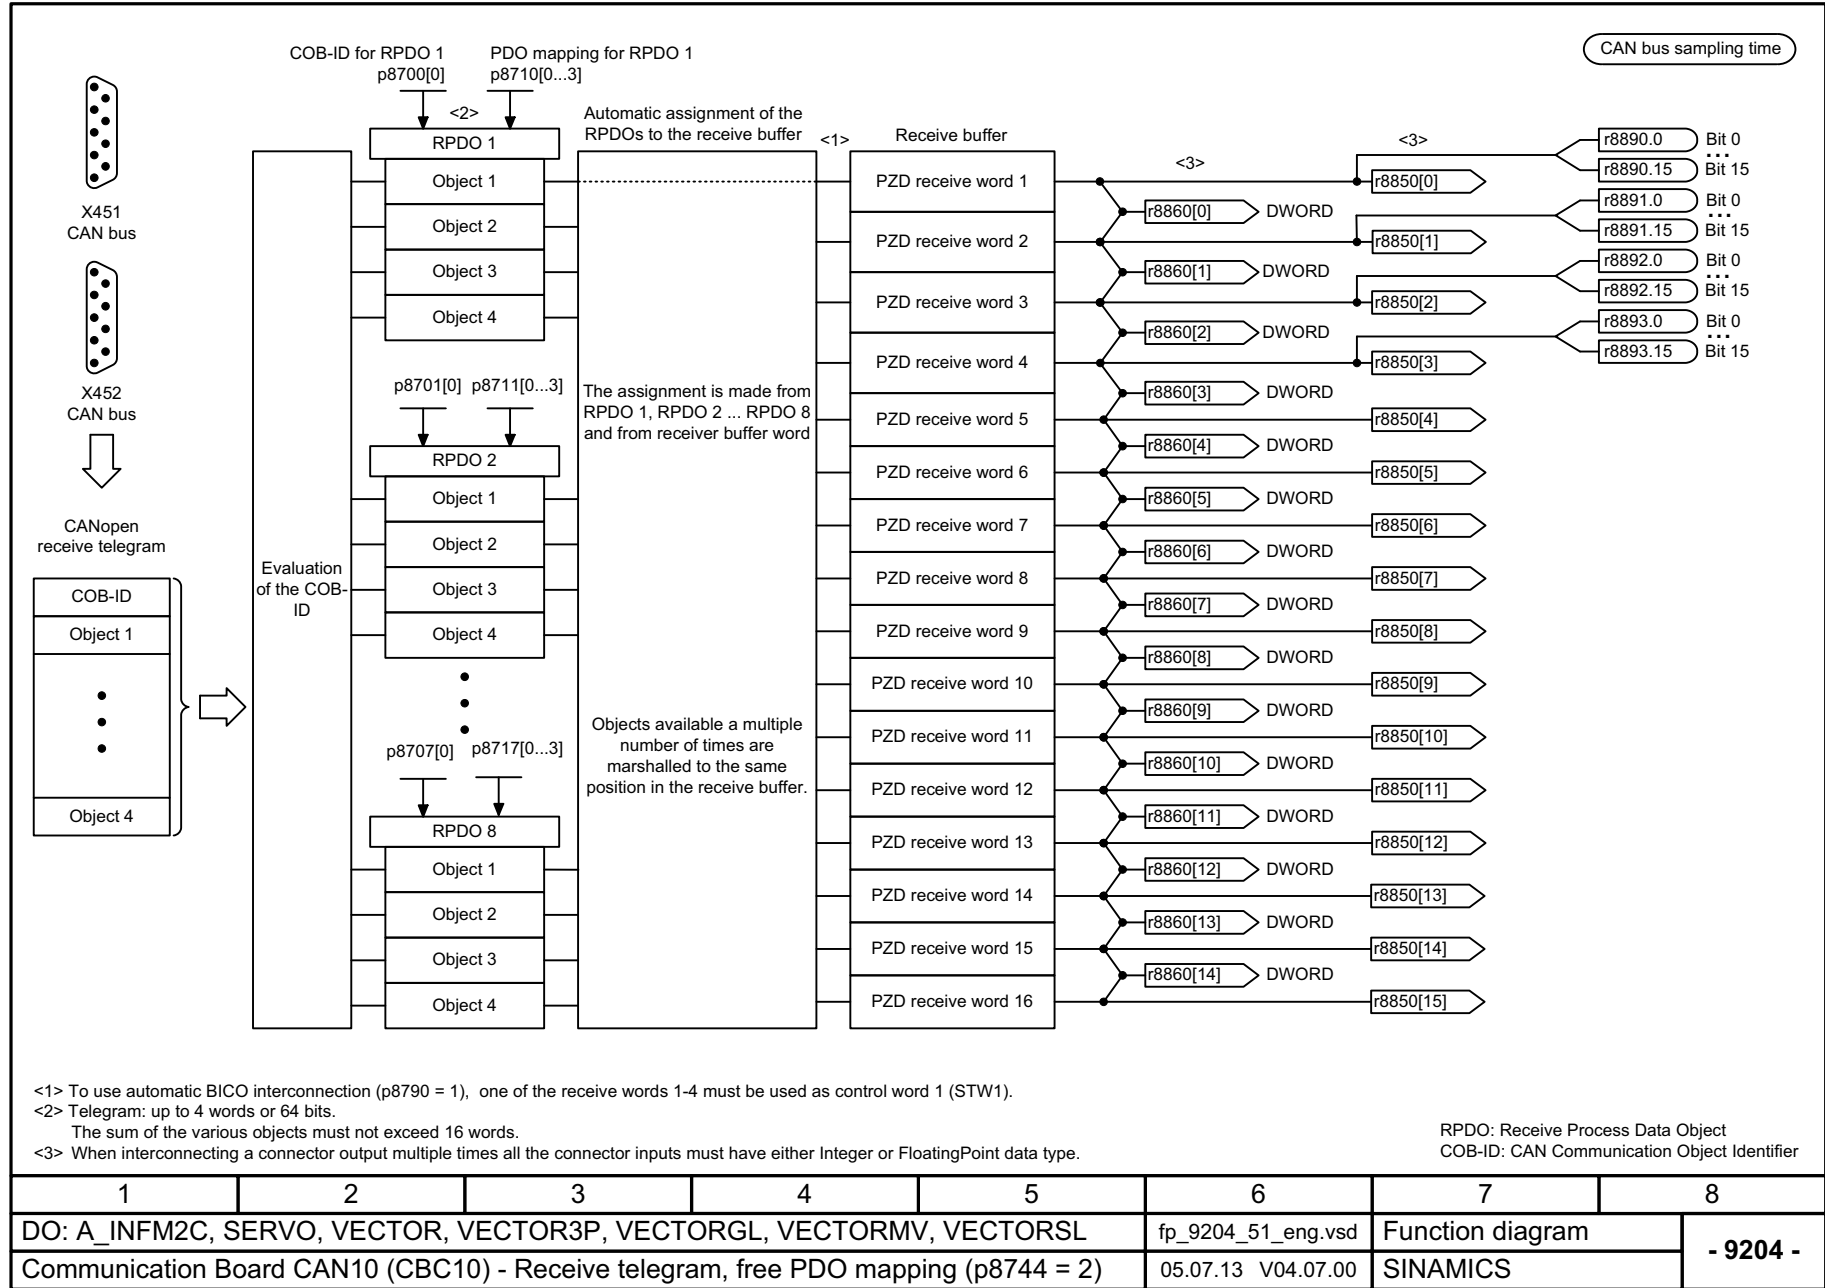 COB-ID for RPDO 1
p8700[0]
PDO mapping for RPDO 1
p8710[0...3]
CAN bus sampling time
<2>
Automatic assignment of the
RPDOs to the receive buffer
<1>
Receive buffer
X451
CAN bus
X452
CAN bus
CANopen
receive telegram
COB-ID
Object 1
Object 4
Evaluation
of the COB-
ID
RPDO 1
Object 1
Object 2
Object 3
Object 4
p8701[0]
p8711[0...3]
RPDO 2
Object 1
Object 2
Object 3
Object 4
p8707[0]
p8717[0...3]
RPDO 8
Object 1
Object 2
Object 3
Object 4
The assignment is made from
RPDO 1, RPDO 2 ... RPDO 8
and from receiver buffer word
Objects available a multiple
number of times are
marshalled to the same
position in the receive buffer.
PZD receive word 1
PZD receive word 2
PZD receive word 3
PZD receive word 4
PZD receive word 5
PZD receive word 6
PZD receive word 7
PZD receive word 8
PZD receive word 9
PZD receive word 10
PZD receive word 11
PZD receive word 12
PZD receive word 13
PZD receive word 14
PZD receive word 15
PZD receive word 16
<3>
r8860[0] DWORD
r8860[1] DWORD
r8860[2] DWORD
r8860[3] DWORD
r8860[4] DWORD
r8860[5] DWORD
r8860[6] DWORD
r8860[7] DWORD
r8860[8] DWORD
r8860[9] DWORD
r8860[10] DWORD
r8860[11] DWORD
r8860[12] DWORD
r8860[13] DWORD
r8860[14] DWORD
<3>
r8850[0]
r8850[1]
r8850[2]
r8850[3]
r8850[4]
r8850[5]
r8850[6]
r8850[7]
r8850[8]
r8850[9]
r8850[10]
r8850[11]
r8850[12]
r8850[13]
r8850[14]
r8850[15]
r8890.0 Bit 0
...
r8890.15 Bit 15
r8891.0 Bit 0
...
r8891.15 Bit 15
r8892.0 Bit 0
...
r8892.15 Bit 15
r8893.0 Bit 0
...
r8893.15 Bit 15
<1> To use automatic BICO interconnection (p8790 = 1), one of the receive words 1-4 must be used as control word 1 (STW1).
<2> Telegram: up to 4 words or 64 bits.
The sum of the various objects must not exceed 16 words.
<3> When interconnecting a connector output multiple times all the connector inputs must have either Integer or FloatingPoint data type.
RPDO: Receive Process Data Object
COB-ID: CAN Communication Object Identifier
1 2 3 4 5 6 7 8
DO: A_INFM2C, SERVO, VECTOR, VECTOR3P, VECTORGL, VECTORMV, VECTORSL
fp_9204_51_eng.vsd
Function diagram
- 9204 -
Communication Board CAN10 (CBC10) - Receive telegram, free PDO mapping (p8744 = 2)
05.07.13 V04.07.00
SINAMICS